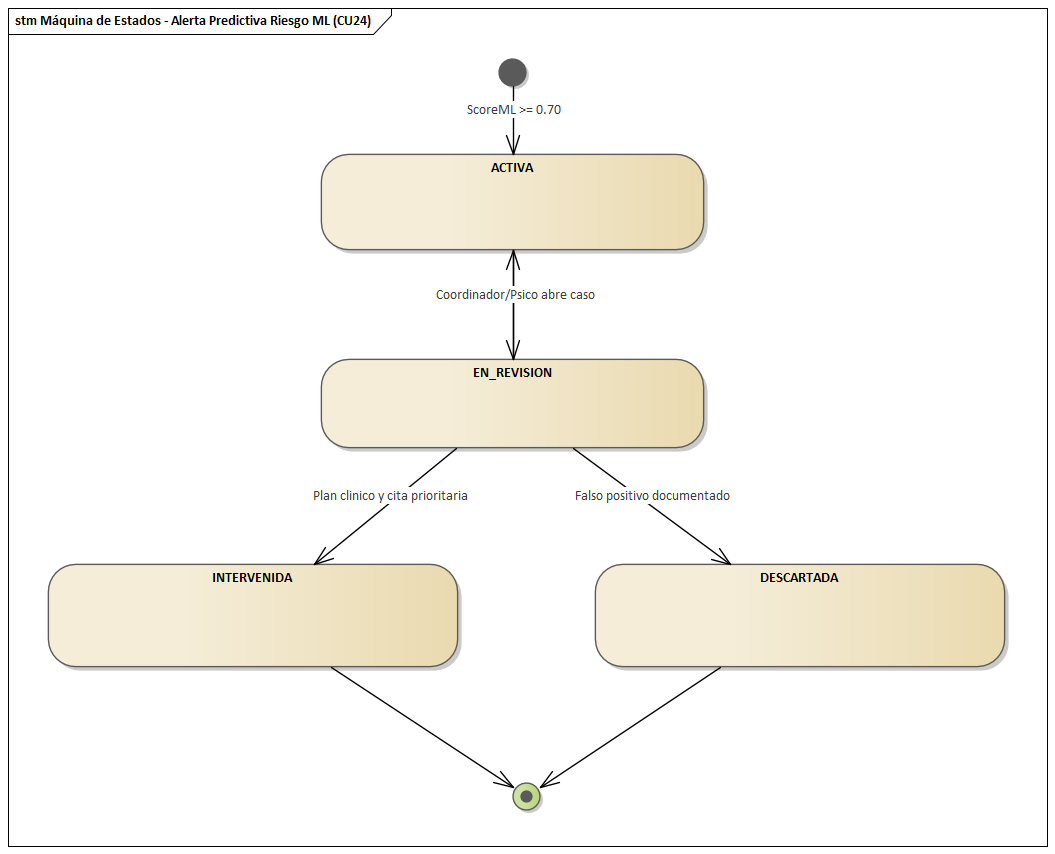 stm Máquina de Estados - Alerta Predictiva Riesgo ML (CU24)
ScoreML >= 0.70
ACTIVA
Coordinador/Psico abre caso
EN_REVISION
Plan clinico y cita prioritaria
Falso positivo documentado
INTERVENIDA
DESCARTADA